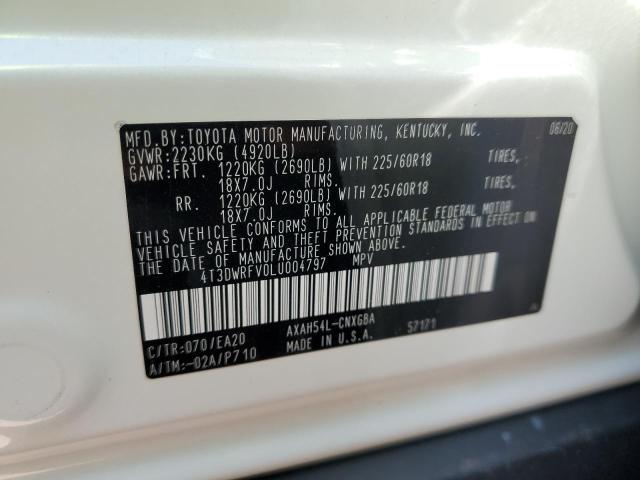 MFD.BY:TOYOTA MOTOR MANUFACTURING, KENTUCKY, INC. 06/20
GVWR:2230KG (4920LB)
GAWR:FRT. 1220KG (2690LB) WITH 225/60R18 TIRES,
18X7.0J RIMS.
RR. 1220KG (2690LB) WITH 225/60R18 TIRES,
18X7.0J RIMS.
THIS VEHICLE CONFORMS TO ALL APPLICABLE FEDERAL MOTOR
VEHICLE SAFETY AND THEFT PREVENTION STANDARDS IN EFFECT ON
THE DATE OF MANUFACTURE SHOWN ABOVE.
4T3DWRFV0LU004797 MPV
C/TR:070/EA20 AXAH54L-CNXGBA 57171
A/TM:-02A/P710 MADE IN U.S.A.